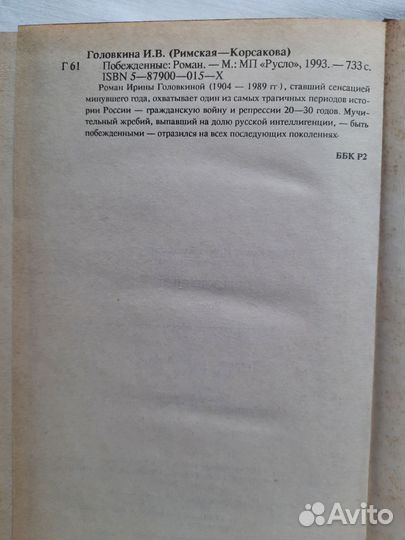 Головкина И.В. (Римская—Корсакова)
Г 61 Побежденные: Роман. — М.: МП «Русло», 1993. — 733 с.
ISBN 5—87900—015—X
Роман Ирины Головкиной (1904 — 1989 гг), ставший сенсацией
минувшего года, охватывает один из самых трагичных периодов исто-
рии России — гражданскую войну и репрессии 20—30 годов. Мучи-
тельный жребий, выпавший на долю русской интеллигенции, — быть
побежденными — отразился на всех последующих поколениях.
ББК Р2
Avito